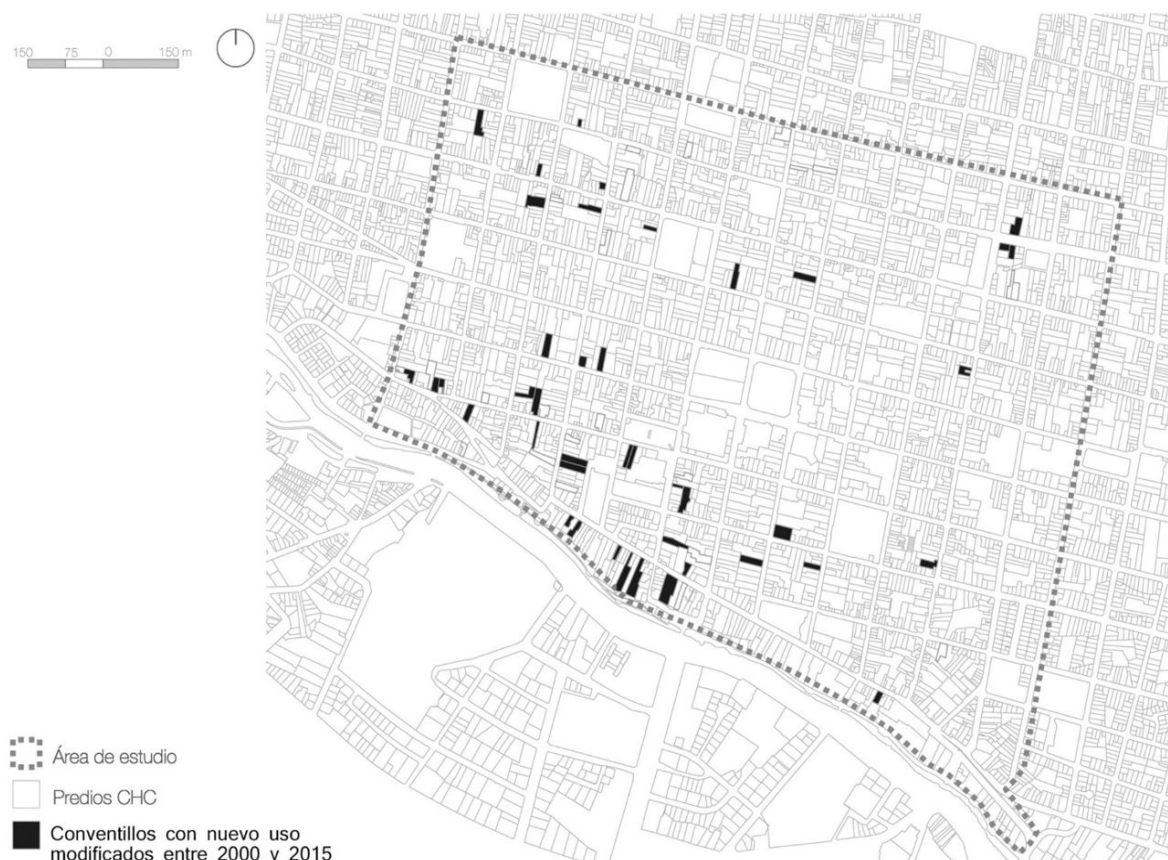 150 75 0 150 m
Área de estudio
Predios CHC
Conventillos con nuevo uso
modificados entre 2000 y 2015